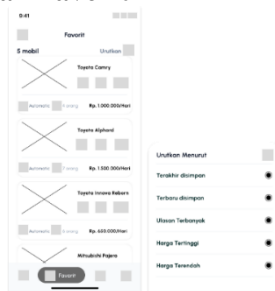 9:41
Favorit
5 mobil
Urutkan
Toyota Camry
Automatic
Rp. 1.000.000/Hari
Toyota Alphard
Automatic
Rp. 1.500.000/Hari
Toyota Innova Reborn
Automatic
Rp. 650.000/Hari
Mitsubishi Pajero
Favorit
Urutkan Menurut
Terakhir disimpan
Terbaru disimpan
Ulasan Terbanyak
Harga Tertinggi
Harga Terendah